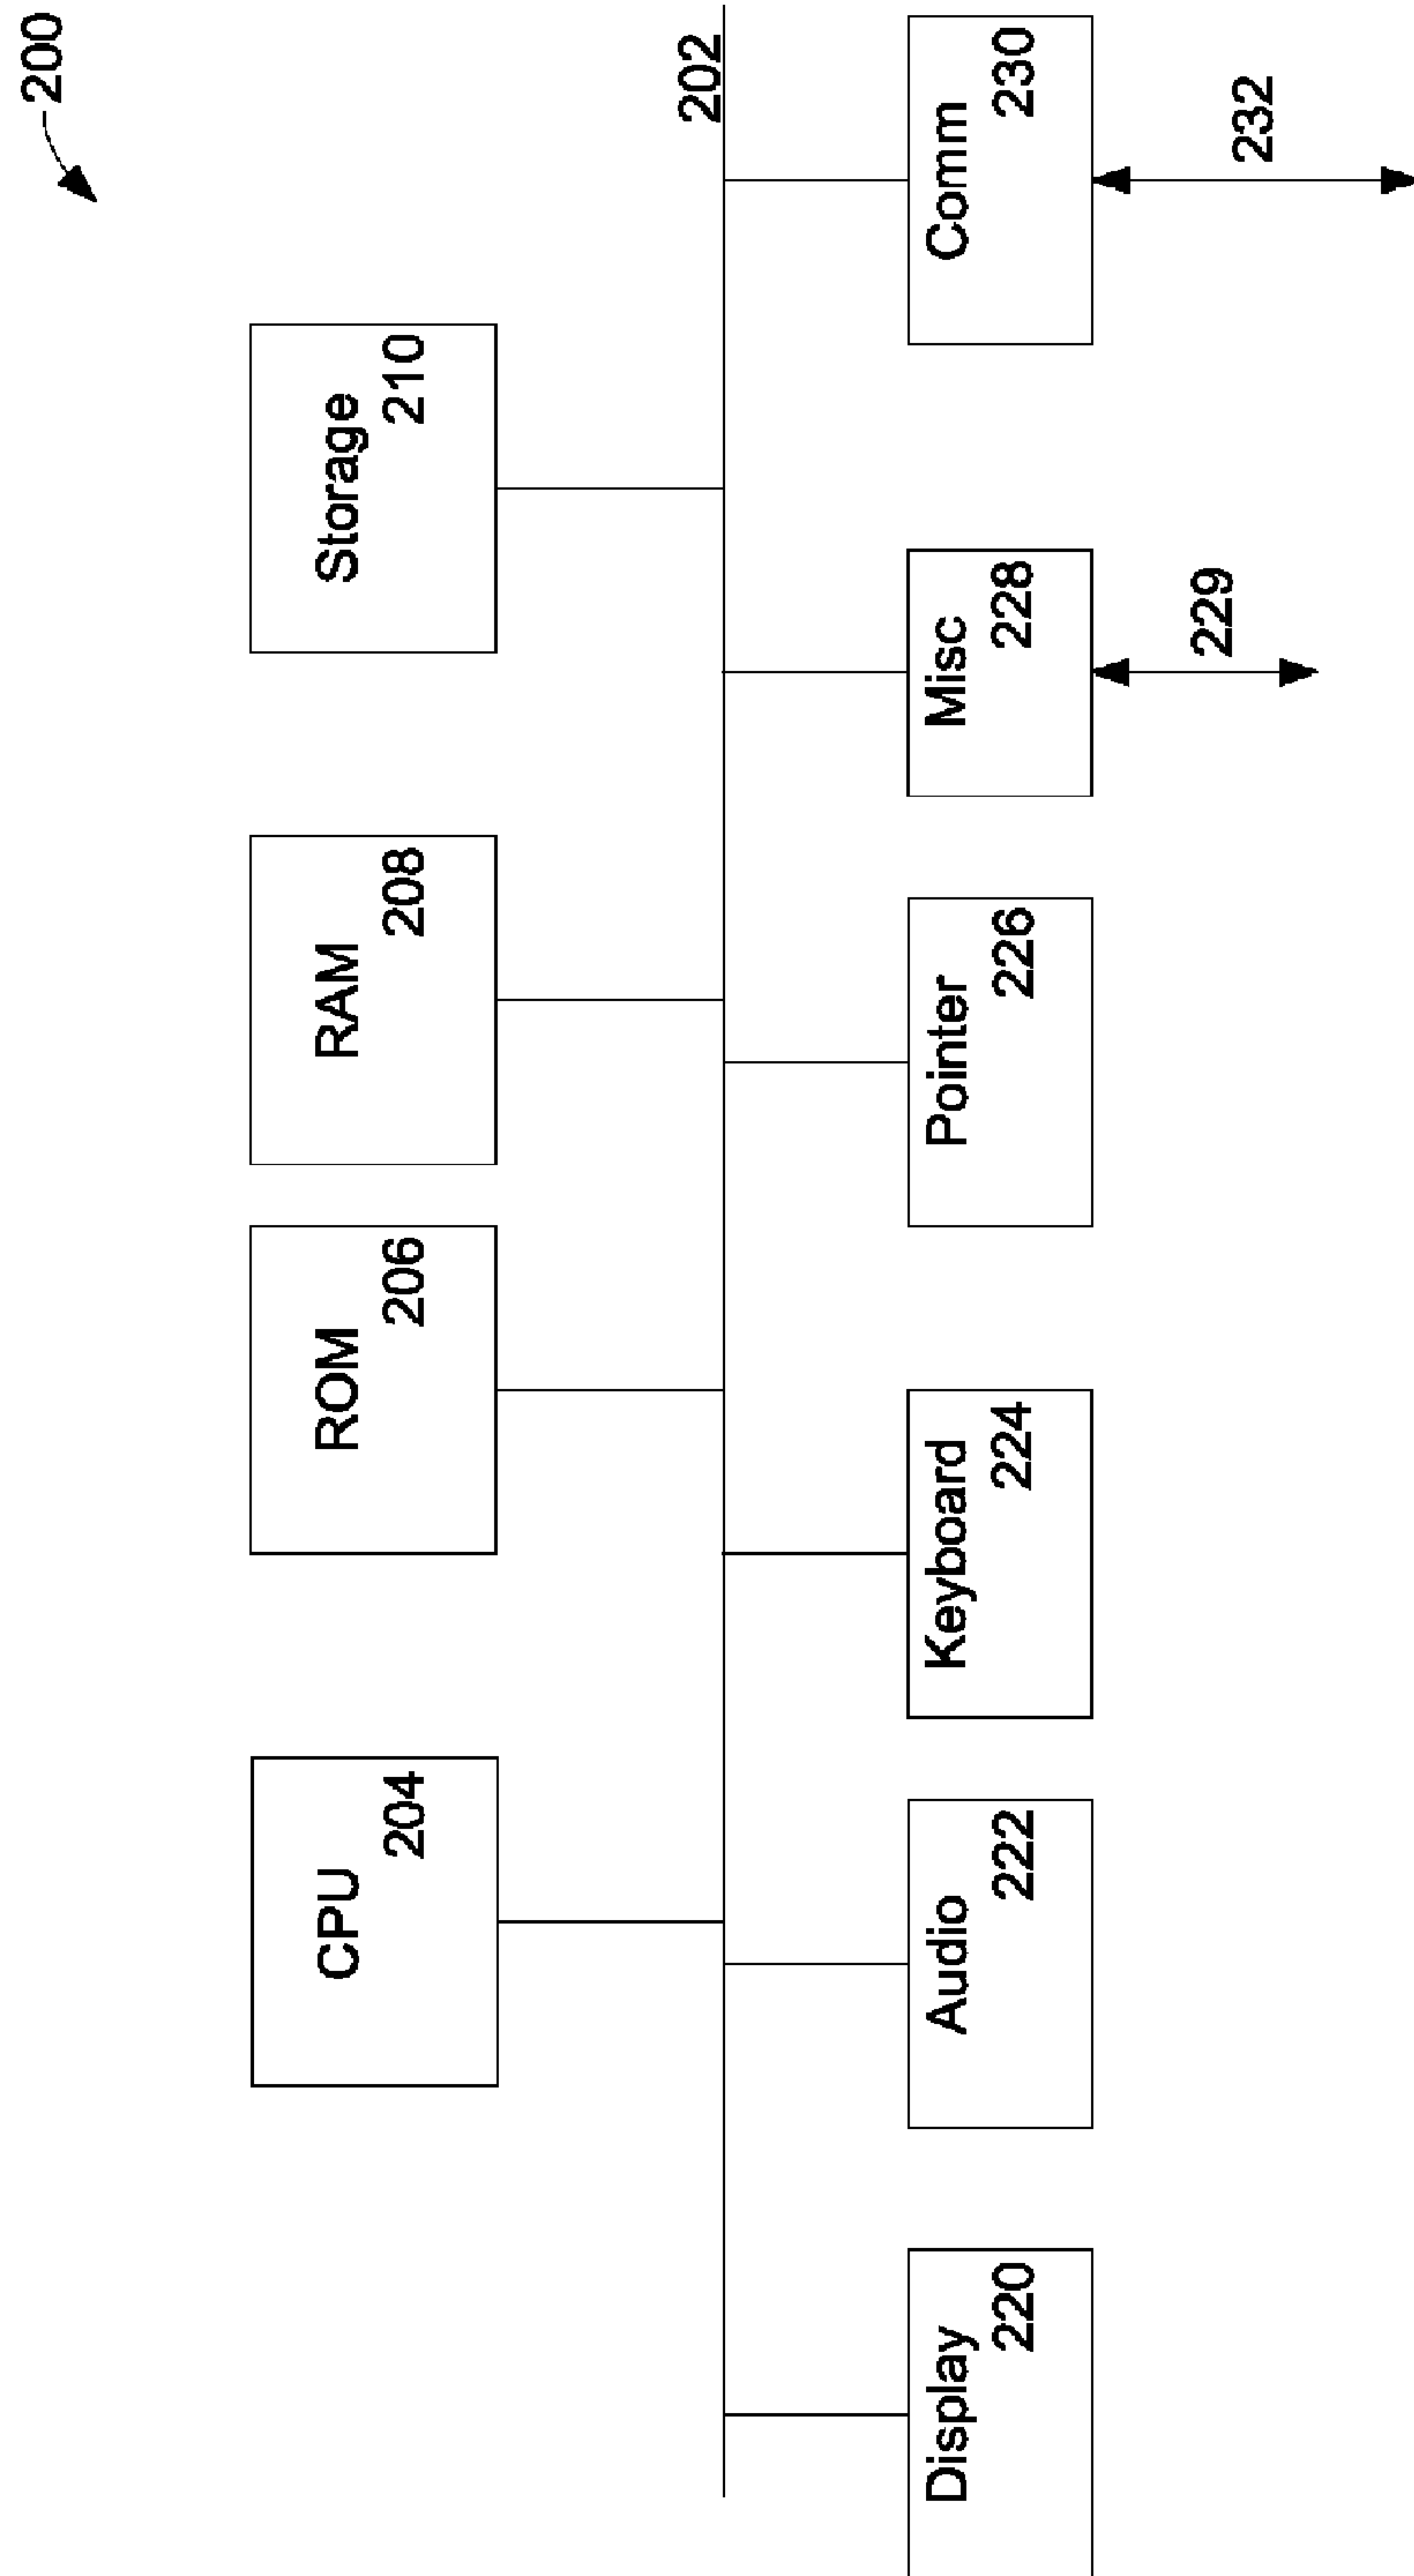 200
CPU
204
ROM
206
RAM
208
Storage
210
202
Display
220
Audio
222
Keyboard
224
Pointer
226
Misc
228
Comm
230
229
232